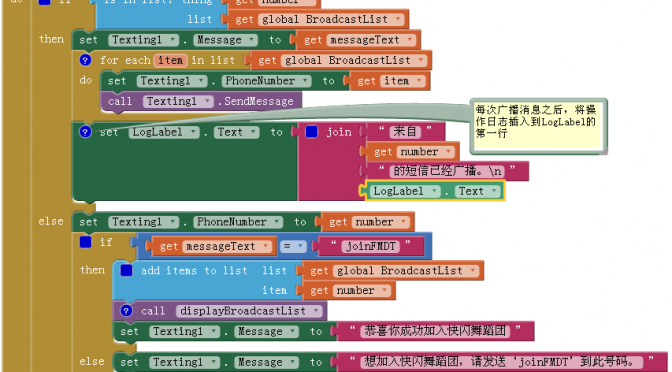 do if is in list? thing get number
list get global BroadcastList
then set Texting1 . Message to get messageText
for each item in list get global BroadcastList
do set Texting1 . PhoneNumber to get item
call Texting1 .SendMessage
每次广播消息之后，将操
作日志插入到LogLabel的
第一行
set LogLabel . Text to join “ 来自 ”
get number
“ 的短信已经广播。\n ”
LogLabel . Text
else set Texting1 . PhoneNumber to get number
if get messageText = “ joinFMDT ”
then add items to list list get global BroadcastList
item get number
call displayBroadcastList
set Texting1 . Message to “ 恭喜你成功加入快闪舞蹈团 ”
else set Texting1 . Message to “ 想加入快闪舞蹈团，请发送‘joinFMDT’到此号码。 ”